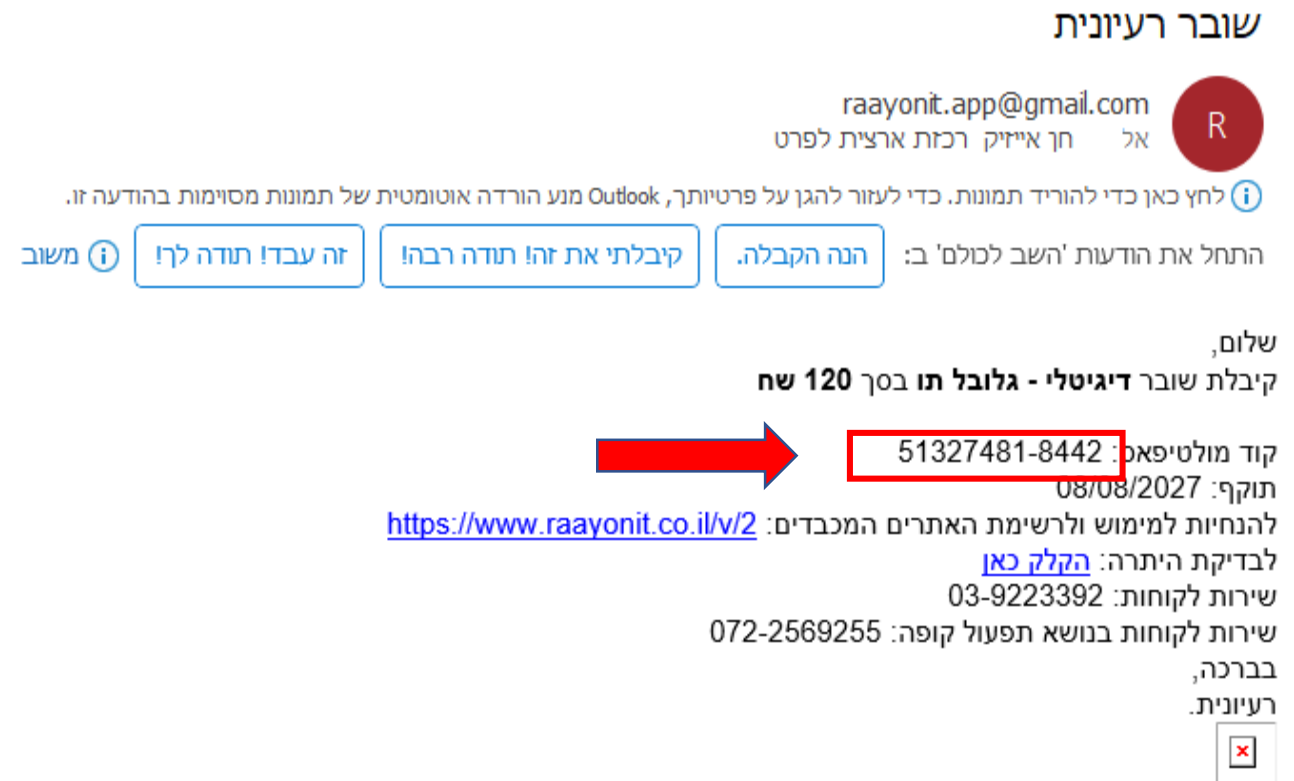 שובר רעיונית
R
raayonit.app@gmail.com
אל חן אייזיק רכזת ארצית לפרט
לחץ כאן כדי להוריד תמונות. כדי לעזור להגן על פרטיותך, Outlook מנע הורדה אוטומטית של תמונות מסוימות בהודעה זו.
התחל את הודעות 'השב לכולם' ב: הנה הקבלה. קיבלתי את זה! תודה רבה! זה עבד! תודה לך! משוב
שלום,
קיבלת שובר דיגיטלי - גלובל תו בסך 120 שח
קוד מולטיפאס: 51327481-8442
תוקף: 08/08/2027
להנחיות למימוש ולרשימת האתרים המכבדים: https://www.raayonit.co.il/v/2
לבדיקת היתרה: הקלק כאן
שירות לקוחות: 03-9223392
שירות לקוחות בנושא תפעול קופה: 072-2569255
בברכה,
רעיונית.